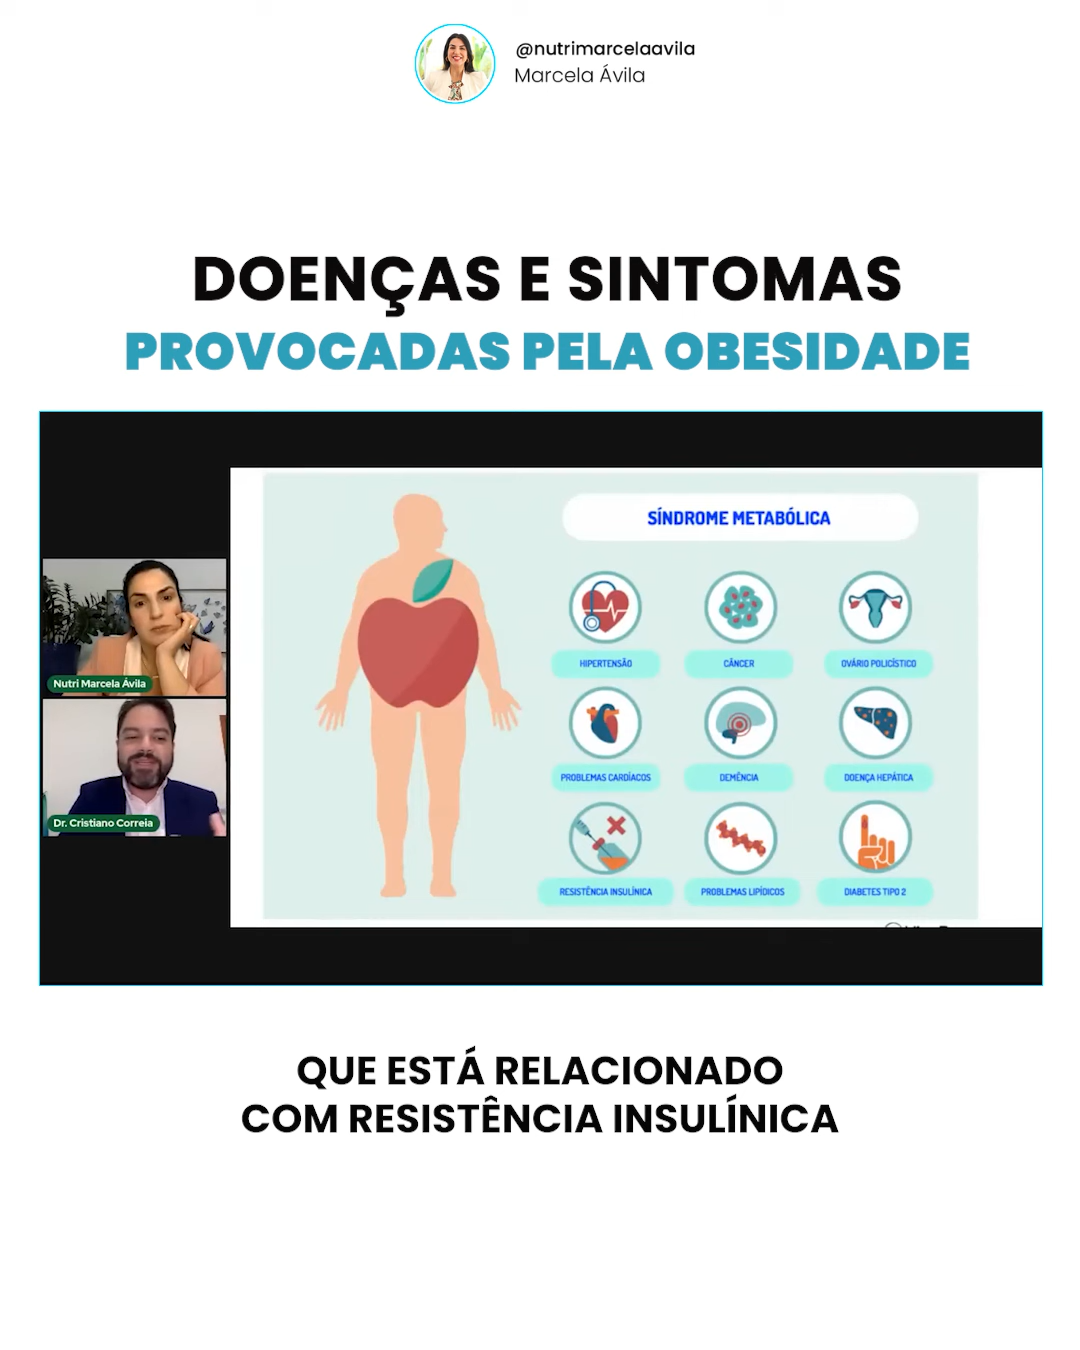 @nutrimarcelaavila
Marcela Ávila
DOENÇAS E SINTOMAS
PROVOCADAS PELA OBESIDADE
SÍNDROME METABÓLICA
HIPERTENSÃO
CÂNCER
OVÁRIO POLICÍSTICO
Nutri Marcela Ávila
PROBLEMAS CARDÍACOS
DEMÊNCIA
DOENÇA HEPÁTICA
Dr. Cristiano Correia
RESISTÊNCIA INSULÍNICA
PROBLEMAS LIPÍDICOS
DIABETES TIPO 2
QUE ESTÁ RELACIONADO
COM RESISTÊNCIA INSULÍNICA